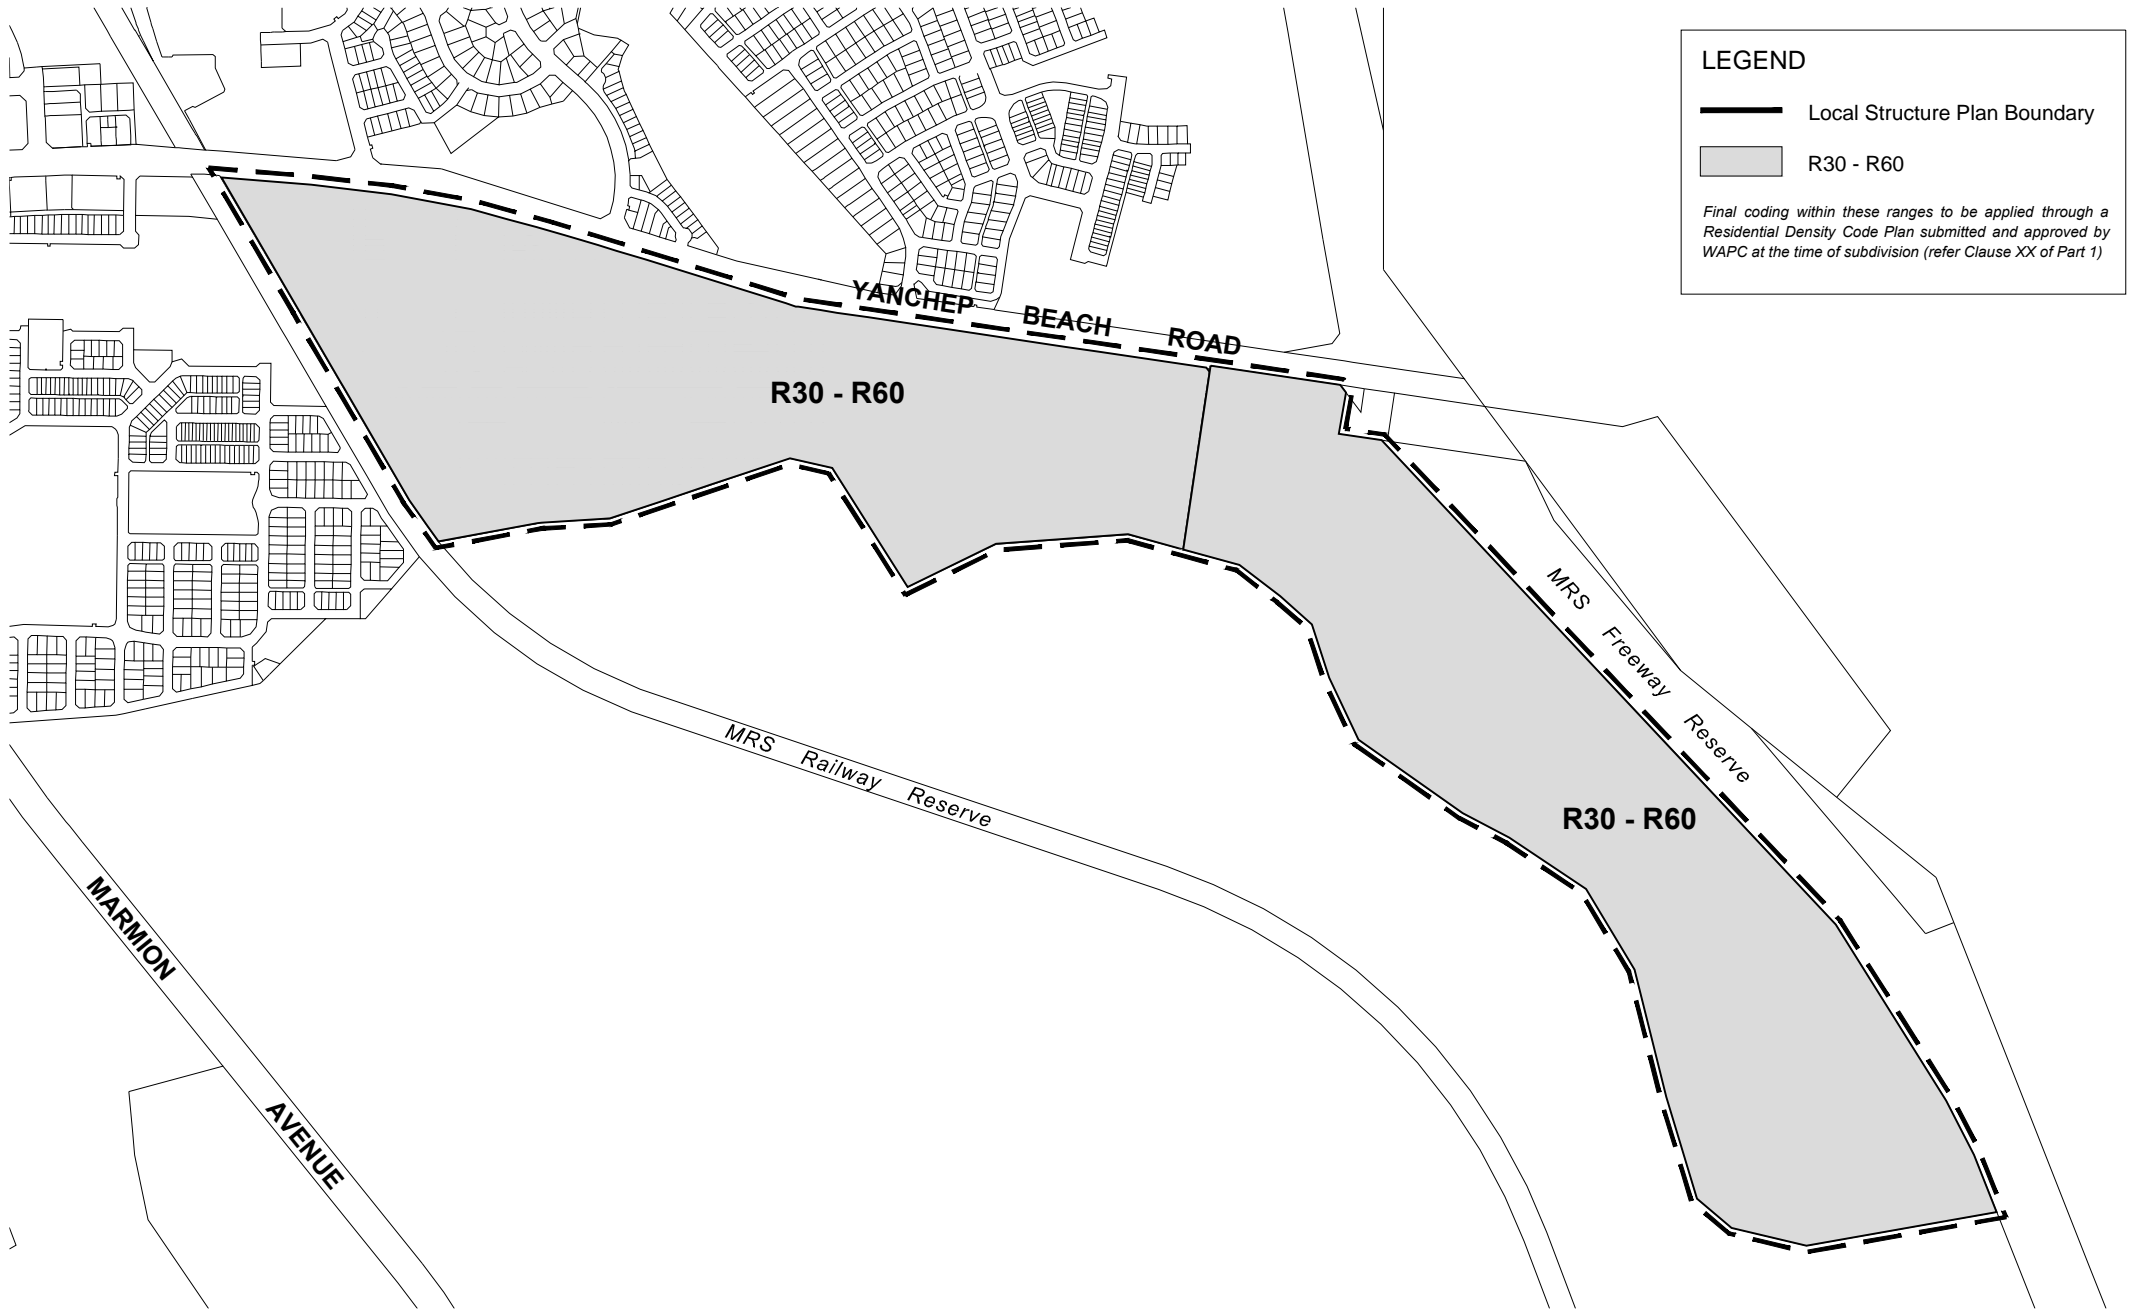 LEGEND
Local Structure Plan Boundary
R30 - R60
Final coding within these ranges to be applied through a
Residential Density Code Plan submitted and approved by
WAPC at the time of subdivision (refer Clause XX of Part 1)
YANCHEP BEACH ROAD
R30 - R60
MRS Freeway Reserve
MRS Railway Reserve
R30 - R60
MARMION AVENUE